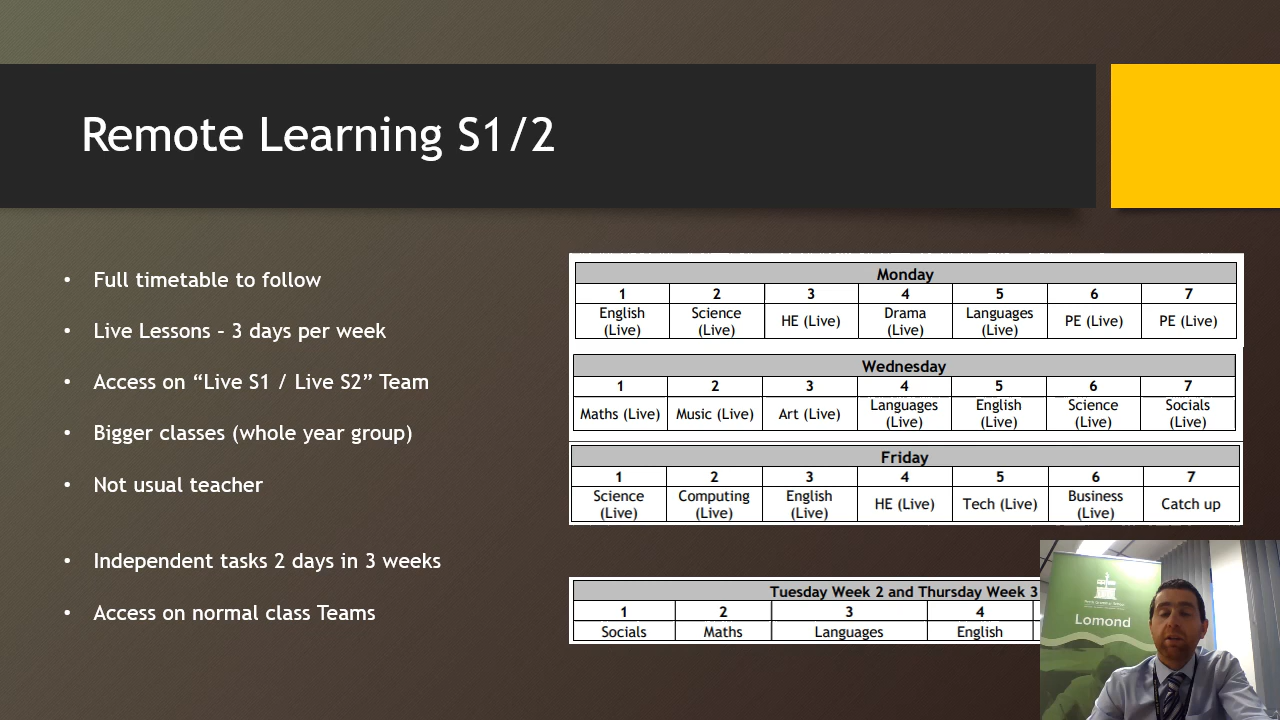 Remote Learning S1/2
• Full timetable to follow
• Live Lessons – 3 days per week
• Access on “Live S1 / Live S2” Team
• Bigger classes (whole year group)
• Not usual teacher
• Independent tasks 2 days in 3 weeks
• Access on normal class Teams
Monday
1 2 3 4 5 6 7
English (Live) Science (Live) HE (Live) Drama (Live) Languages (Live) PE (Live) PE (Live)
Wednesday
1 2 3 4 5 6 7
Maths (Live) Music (Live) Art (Live) Languages (Live) English (Live) Science (Live) Socials (Live)
Friday
1 2 3 4 5 6 7
Science (Live) Computing (Live) English (Live) HE (Live) Tech (Live) Business (Live) Catch up
Tuesday Week 2 and Thursday Week 3
1 2 3 4
Socials Maths Languages English
Lomond